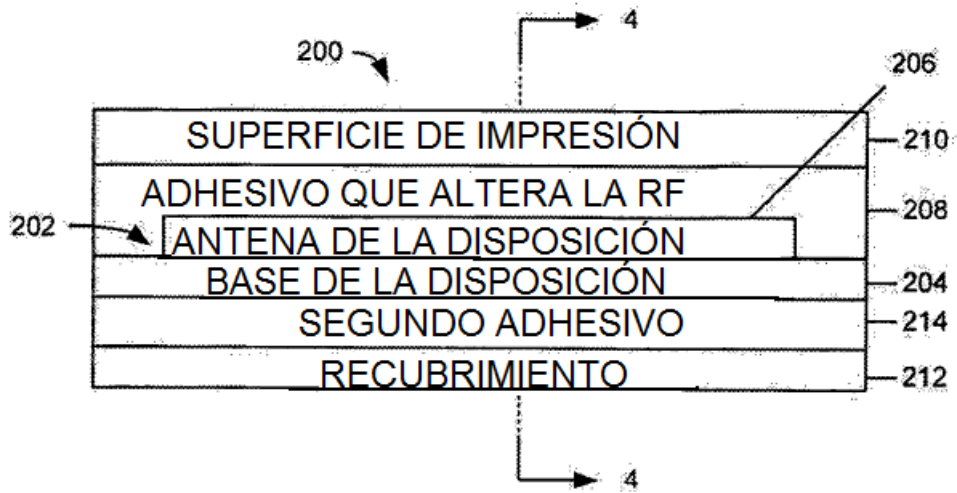 4
200
206
SUPERFICIE DE IMPRESIÓN
210
ADHESIVO QUE ALTERA LA RF
208
202
ANTENA DE LA DISPOSICIÓN
BASE DE LA DISPOSICIÓN
204
SEGUNDO ADHESIVO
214
RECUBRIMIENTO
212
4